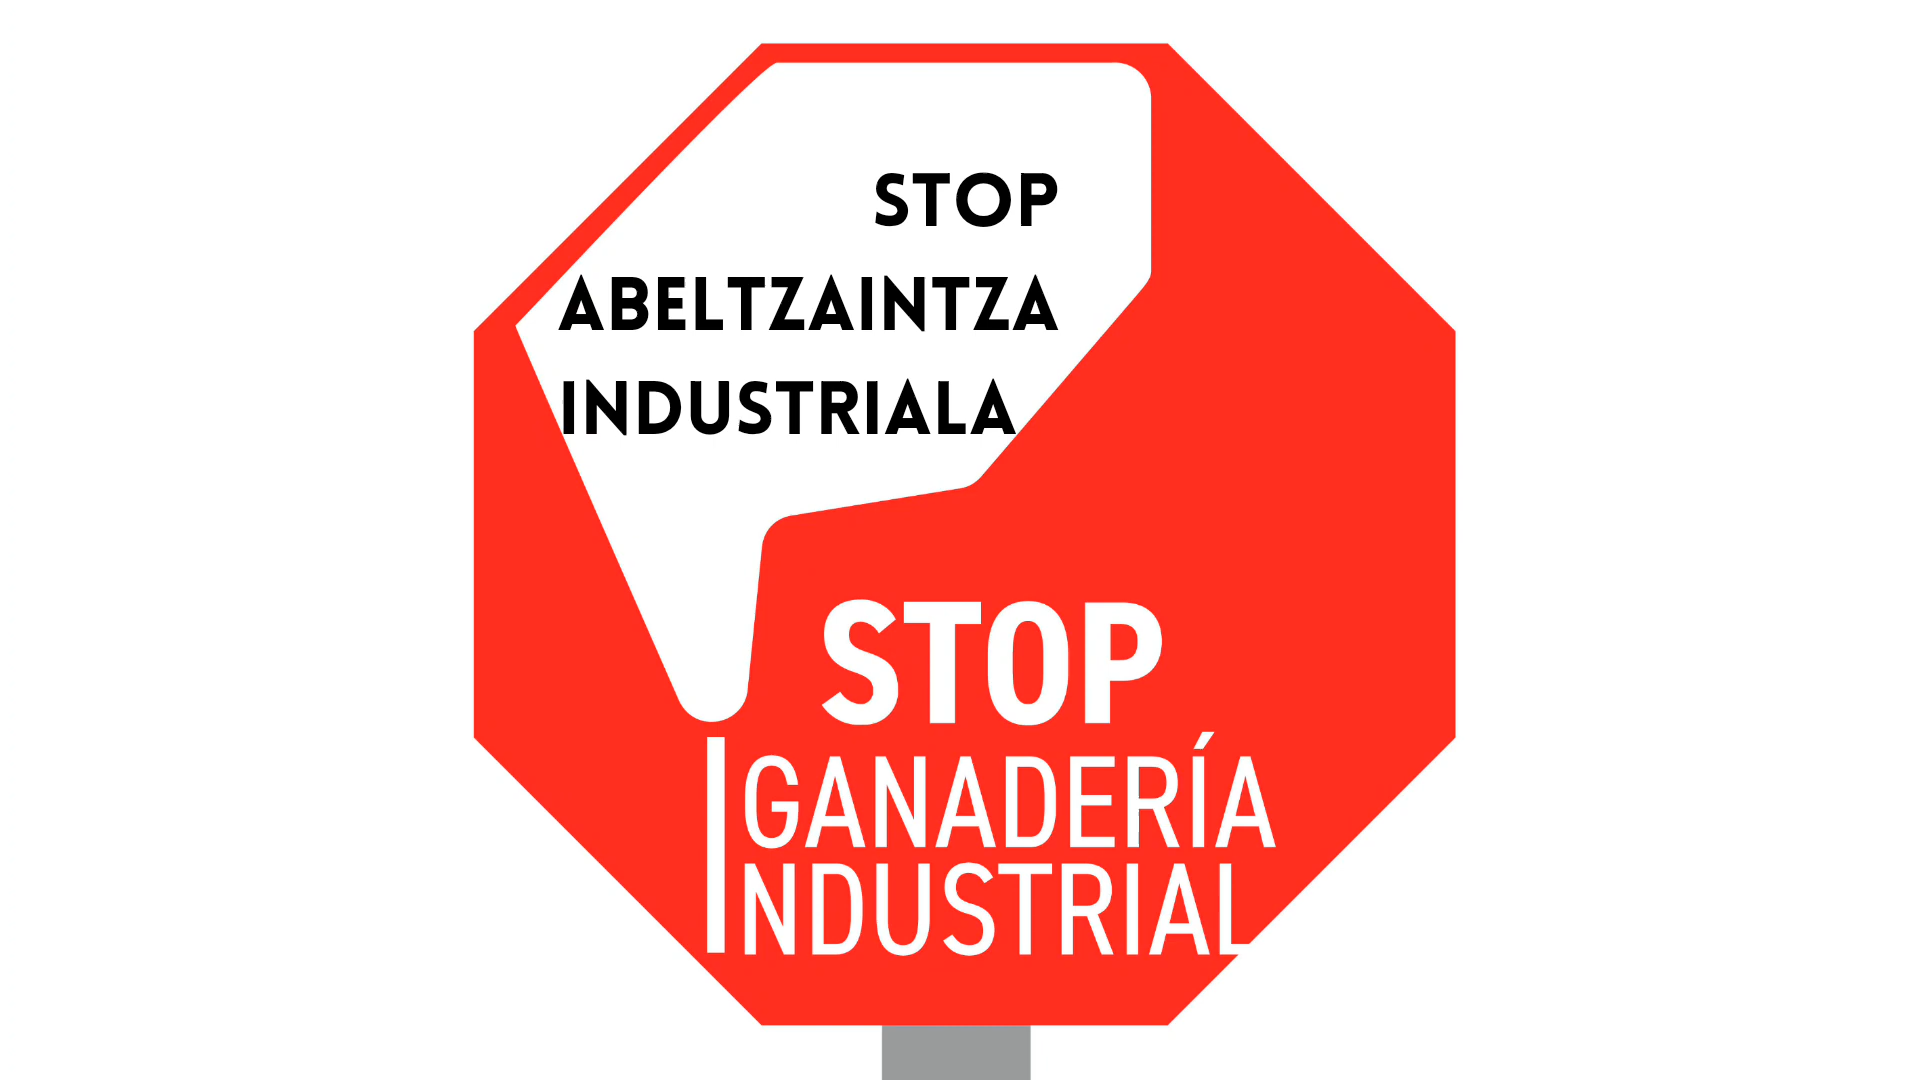 STOP
ABELTZAINTZA
INDUSTRIALA
STOP
GANADERÍA
INDUSTRIAL